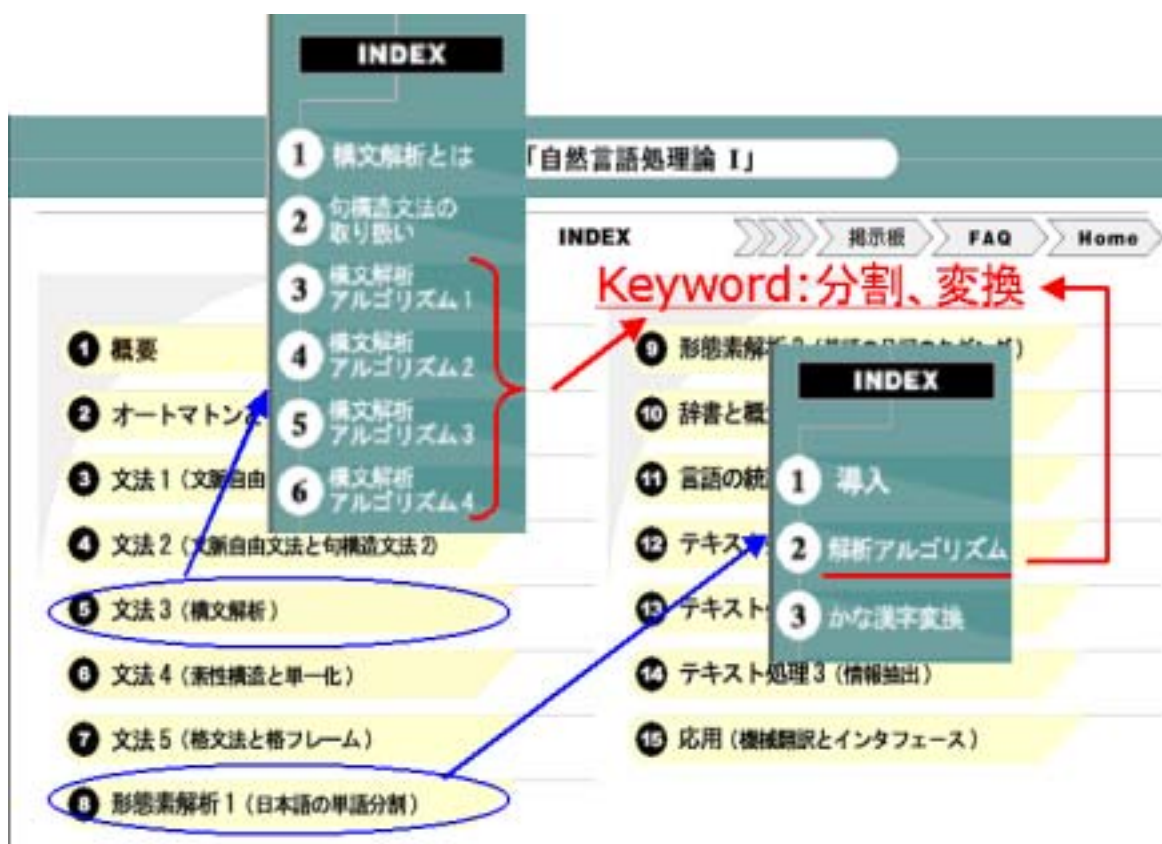 INDEX
1 構文解析とは
2 句構造文法の
取り扱い
3 構文解析
アルゴリズム1
4 構文解析
アルゴリズム2
5 構文解析
アルゴリズム3
6 構文解析
アルゴリズム4
「自然言語処理論 I」
INDEX 掲示板 FAQ Home
Keyword:分割、変換
1 概要
2 オートマトン
3 文法1(文脈自由
4 文法2(文脈自由文法と句構造文法2)
5 文法3(構文解析)
6 文法4(素性構造と単一化)
7 文法5(格文法と格フレーム)
8 形態素解析1(日本語の単語分割)
9 形態素解析
10 辞書と概
11 言語の統
12 テキス
13 テキスト
14 テキスト処理3(情報抽出)
15 応用(機械翻訳とインタフェース)
INDEX
1 導入
2 解析アルゴリズム
3 かな漢字変換